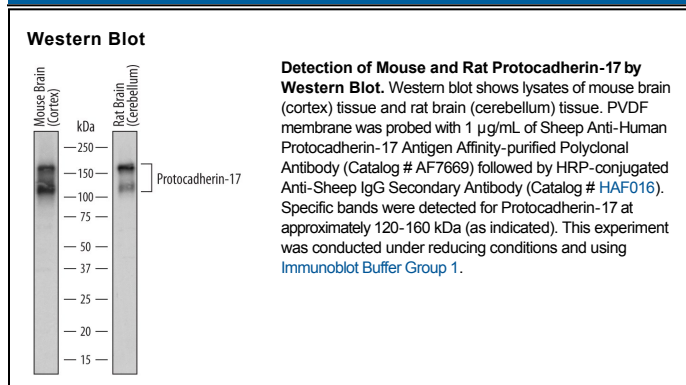 Western Blot
Mouse Brain
(Cortex)
kDa
Rat Brain
(Cerebellum)
250
150
100
75
50
37
25
20
15
Protocadherin-17
Detection of Mouse and Rat Protocadherin-17 by
Western Blot. Western blot shows lysates of mouse brain
(cortex) tissue and rat brain (cerebellum) tissue. PVDF
membrane was probed with 1 µg/mL of Sheep Anti-Human
Protocadherin-17 Antigen Affinity-purified Polyclonal
Antibody (Catalog # AF7669) followed by HRP-conjugated
Anti-Sheep IgG Secondary Antibody (Catalog # HAF016).
Specific bands were detected for Protocadherin-17 at
approximately 120-160 kDa (as indicated). This experiment
was conducted under reducing conditions and using
Immunoblot Buffer Group 1.